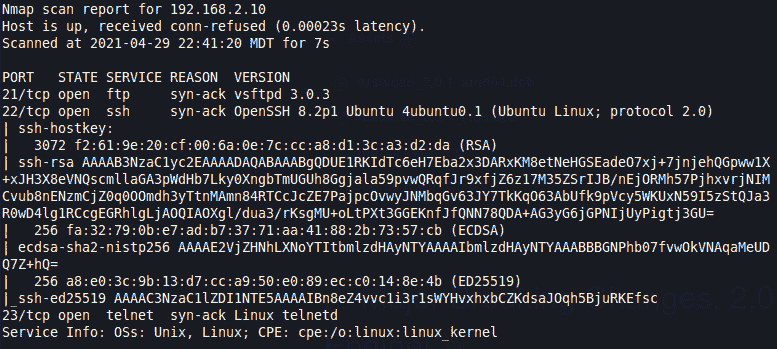 Nmap scan report for 192.168.2.10
Host is up, received conn-refused (0.00023s latency).
Scanned at 2021-04-29 22:41:20 MDT for 7s
PORT   STATE SERVICE REASON  VERSION
21/tcp open  ftp     syn-ack vsftpd 3.0.3
22/tcp open  ssh     syn-ack OpenSSH 8.2p1 Ubuntu 4ubuntu0.1 (Ubuntu Linux; protocol 2.0)
| ssh-hostkey:
|   3072 f2:61:9e:20:cf:00:6a:0e:7c:cc:a8:d1:3c:a3:d2:da (RSA)
| ssh-rsa AAAAB3NzaC1yc2EAAAADAQABAAABgQDUE1RKIdTc6eH7Eba2x3DARxKM8etNeHGSEadeO7xj+7jnjehQGpww1X
+xJH3X8eVNQscmllaGA3pWdHb7Lky0XngbTmUGUh8Ggjala59pvwQRqfJr9xfjZ6z17M35ZSrIJB/nEjORMh57PjhxvrjNIM
Cvub8nENzmCjZ0q0OOmdh3yTtnMAmn84RTCcJcZE7PajpcOvwyJNMbqGv63JY7TkKqO63AbUfk9pVcy5WKUxN59I5zStQJa3
R0wD4lg1RCcgEGRhlgLjAOQIAOXgl/dua3/rKsgMU+oLtPXt3GGEKnfJfQNN78QDA+AG3yG6jGPNIjUyPigtj3GU=
|   256 fa:32:79:0b:e7:ad:b7:37:71:aa:41:88:2b:73:57:cb (ECDSA)
| ecdsa-sha2-nistp256 AAAAE2VjZHNhLXNoYTItbmlzdHAyNTYAAAAIbmlzdHAyNTYAAABBBGNPhb07fvwOkVNAqaMeUD
Q7Z+hQ=
|   256 a8:e0:3c:9b:13:d7:cc:a9:50:e0:89:ec:c0:14:8e:4b (ED25519)
|_ssh-ed25519 AAAAC3NzaC1lZDI1NTE5AAAAIBn8eZ4vvc1i3r1sWYHvxhxbCZKdsaJOqh5BjuRKEfsc
23/tcp open  telnet  syn-ack Linux telnetd
Service Info: OSs: Unix, Linux; CPE: cpe:/o:linux:linux_kernel